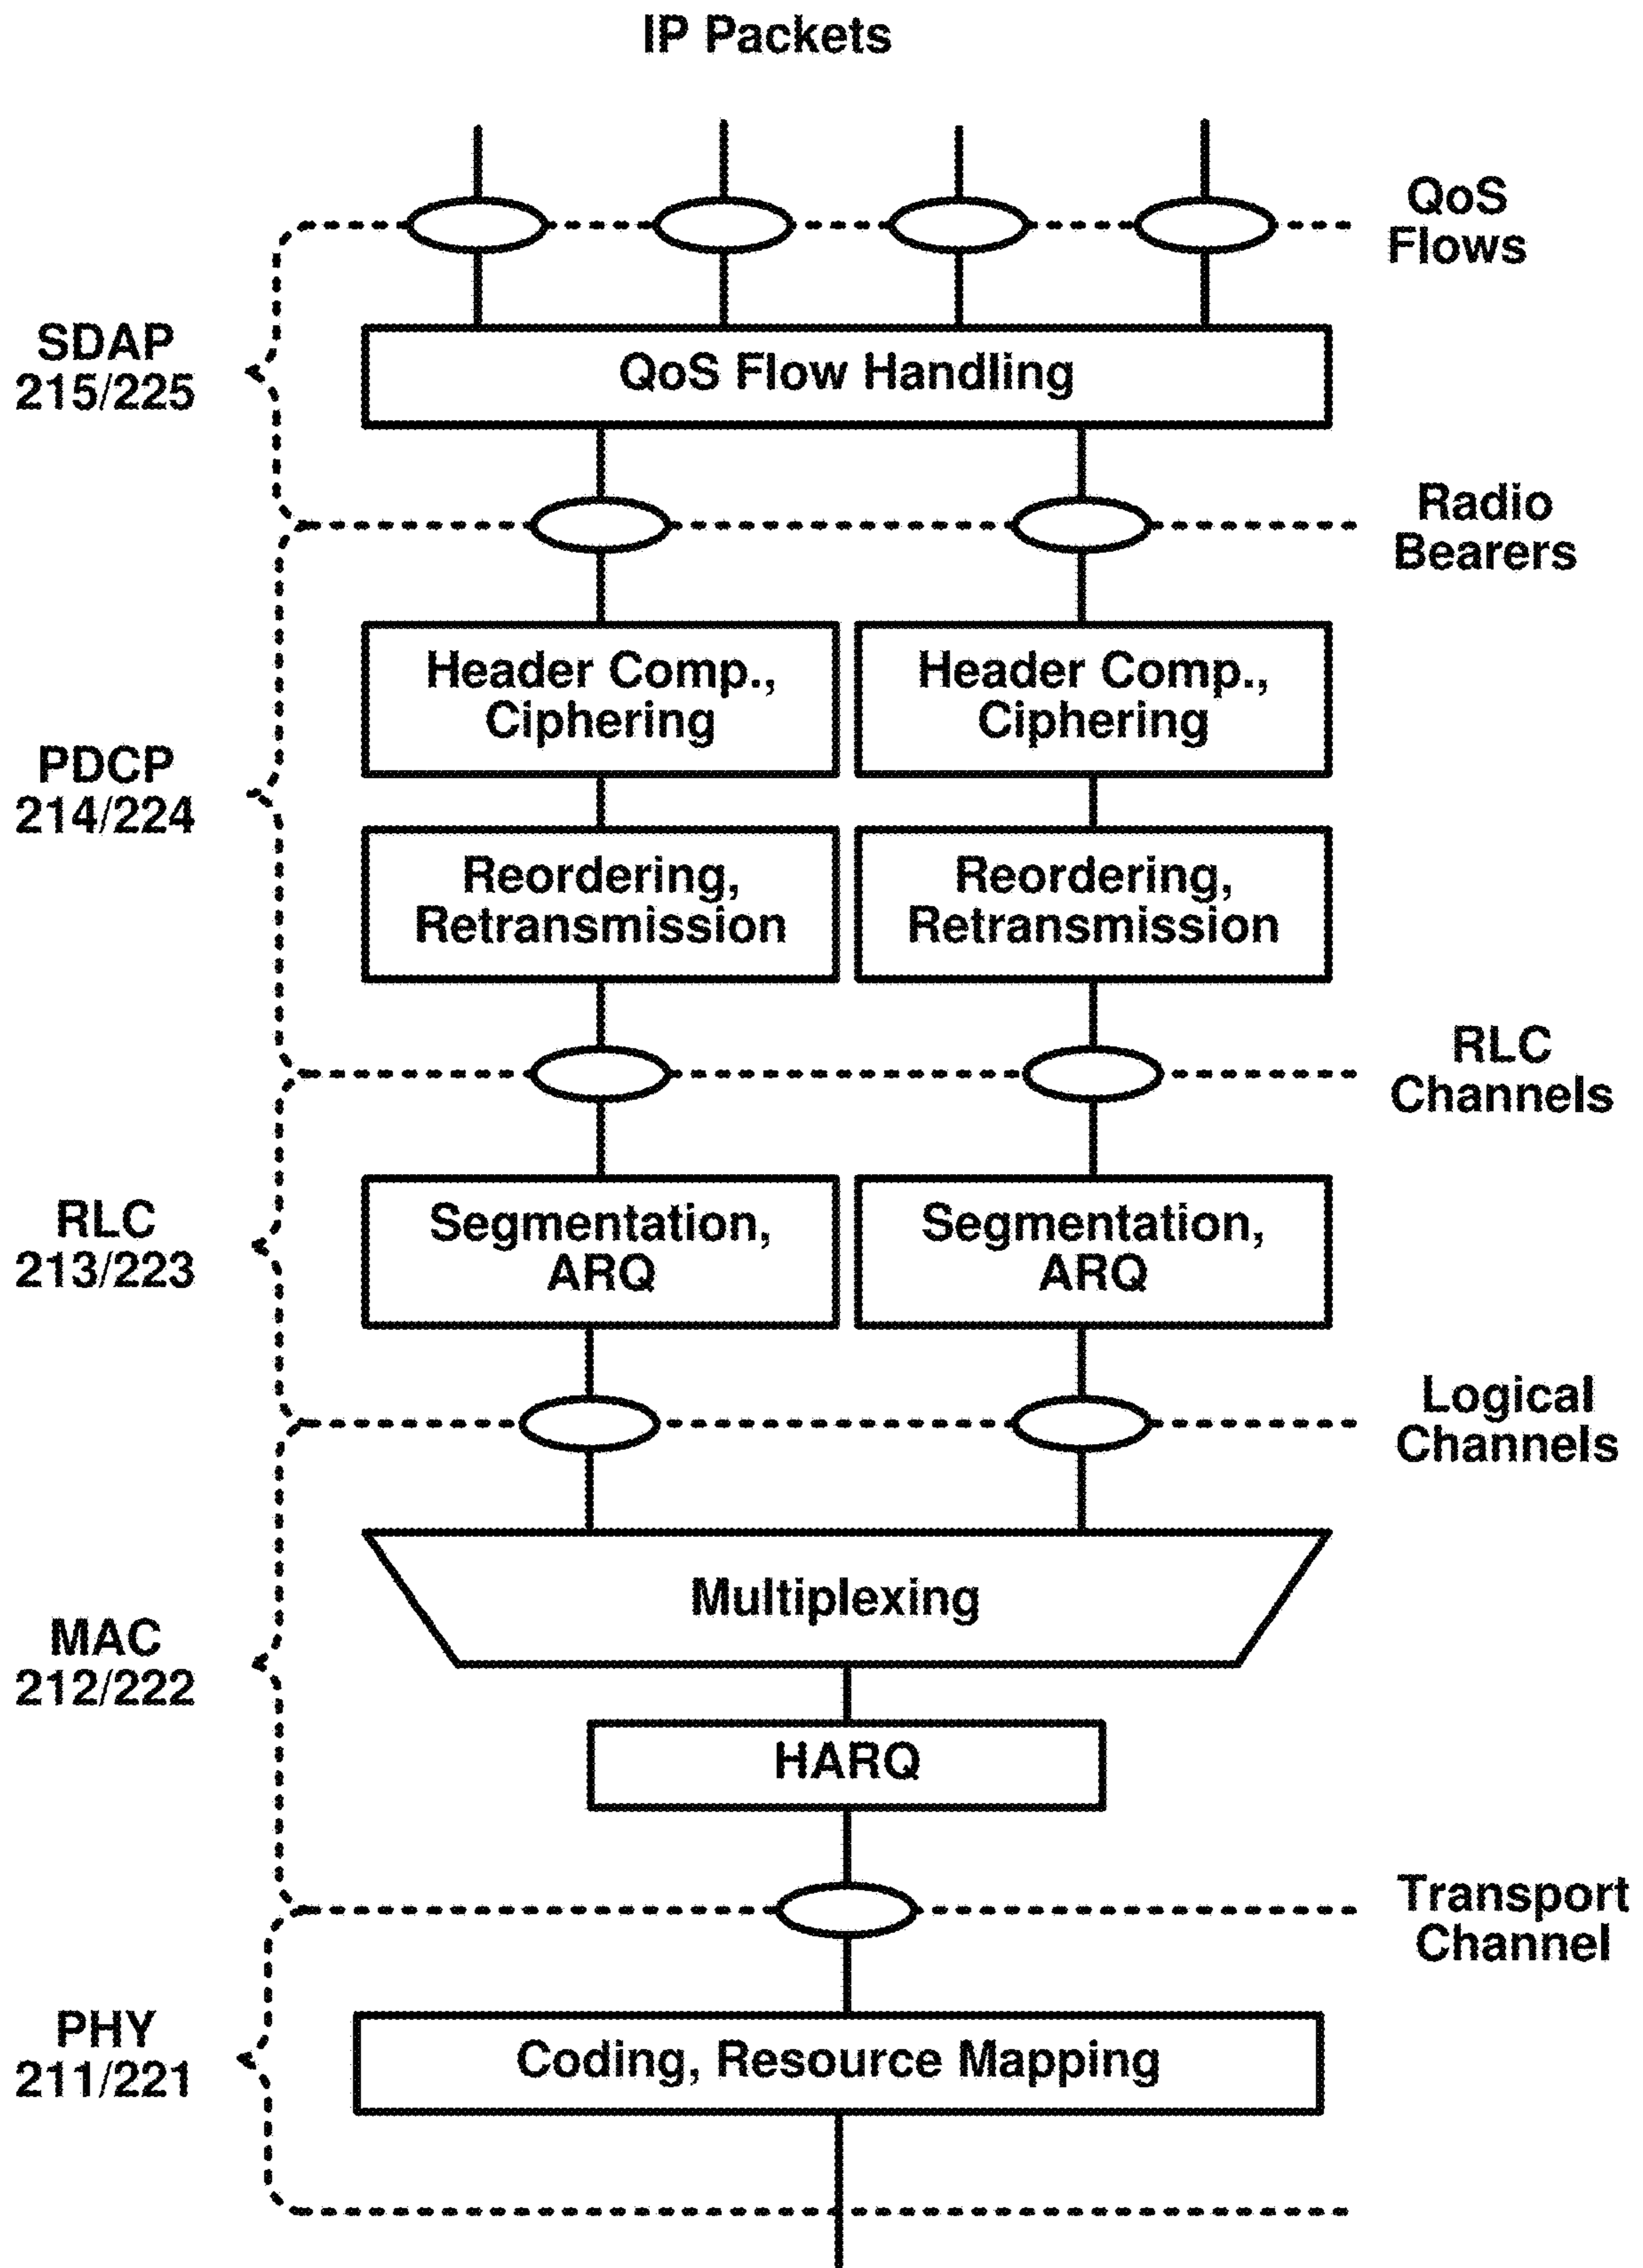 IP Packets
QoS
Flows
SDAP
215/225
QoS Flow Handling
Radio
Bearers
Header Comp.,
Ciphering
Header Comp.,
Ciphering
PDCP
214/224
Reordering,
Retransmission
Reordering,
Retransmission
RLC
Channels
RLC
213/223
Segmentation,
ARQ
Segmentation,
ARQ
Logical
Channels
Multiplexing
MAC
212/222
HARQ
Transport
Channel
PHY
211/221
Coding, Resource Mapping